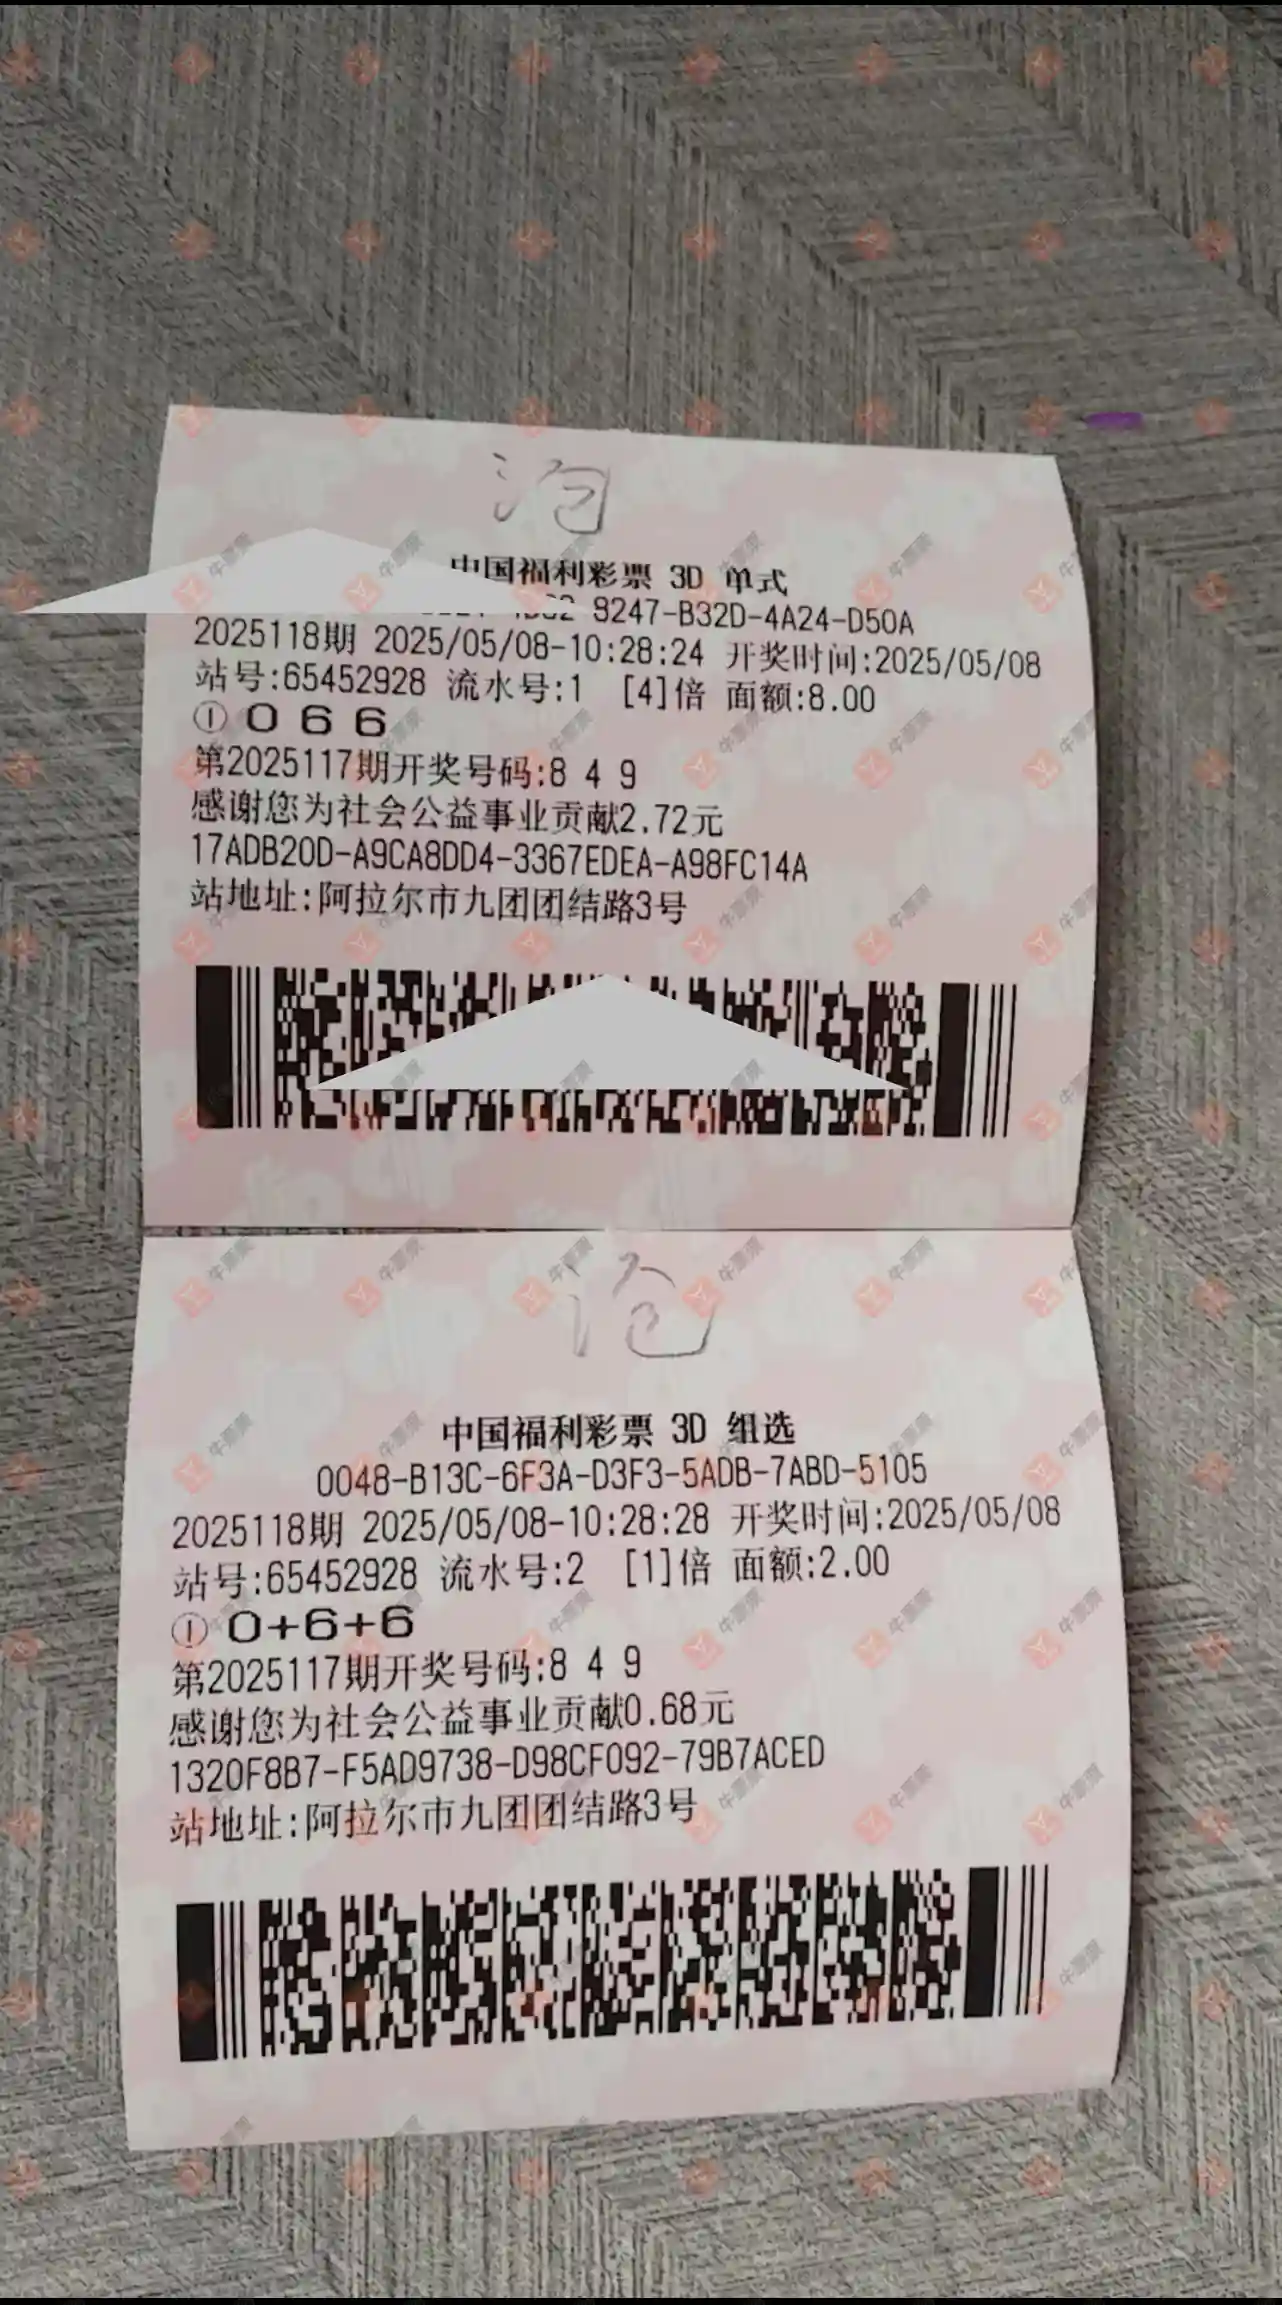 泡
中国福利彩票 3D 单式
9247-B32D-4A24-D50A
2025118期 2025/05/08-10:28:24 开奖时间:2025/05/08
站号:65452928 流水号:1 [4]倍 面额:8.00
① 0 6 6
第2025117期开奖号码:8 4 9
感谢您为社会公益事业贡献2.72元
17ADB20D-A9CA8DD4-3367EDEA-A98FC14A
站地址:阿拉尔市九团团结路3号
中国福利彩票 3D 组选
0048-B13C-6F3A-D3F3-5ADB-7ABD-5105
2025118期 2025/05/08-10:28:28 开奖时间:2025/05/08
站号:65452928 流水号:2 [1]倍 面额:2.00
① 0+6+6
第2025117期开奖号码:8 4 9
感谢您为社会公益事业贡献0.68元
1320F8B7-F5AD9738-D98CF092-79B7ACED
站地址:阿拉尔市九团团结路3号